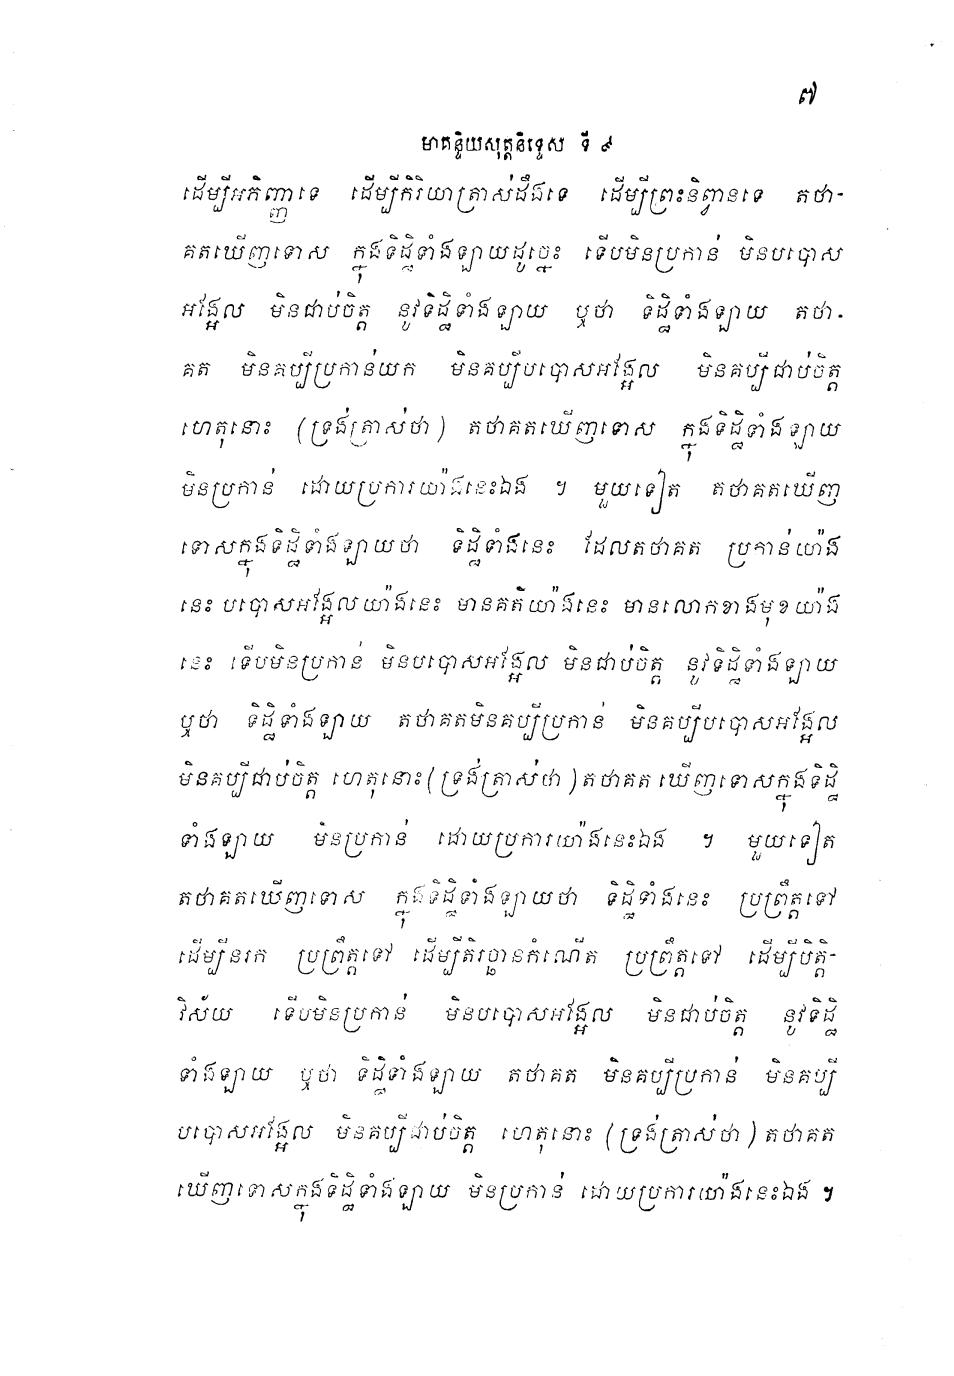 ៧
មាគន្ទិយសុត្តនិទ្ទេស ទី ៩
ដើម្បីអភិញ្ញាទេ ដើម្បីកិរិយាត្រាស់ដឹងទេ ដើម្បីព្រះនិព្វានទេ តថា-
គតឃើញទោស ក្នុងទិដ្ឋិទាំងឡាយដូច្នេះ ទើបមិនប្រកាន់ មិនបបោស
អង្អែល មិនជាប់ចិត្ត នូវទិដ្ឋិទាំងឡាយ ឬថា ទិដ្ឋិទាំងឡាយ តថា-
គត មិនគប្បីប្រកាន់យក មិនគប្បីបបោសអង្អែល មិនគប្បីជាប់ចិត្ត
ហេតុនោះ (ទ្រង់ត្រាស់ថា) តថាគតឃើញទោស ក្នុងទិដ្ឋិទាំងឡាយ
មិនប្រកាន់ ដោយប្រការយ៉ាងនេះឯង ។ មួយទៀត តថាគតឃើញ
ទោសក្នុងទិដ្ឋិទាំងឡាយថា ទិដ្ឋិទាំងនេះ ដែលតថាគត ប្រកាន់យ៉ាង
នេះ បបោសអង្អែលយ៉ាងនេះ មានគតិយ៉ាងនេះ មានលោកខាងមុខយ៉ាង
នេះ ទើបមិនប្រកាន់ មិនបបោសអង្អែល មិនជាប់ចិត្ត នូវទិដ្ឋិទាំងឡាយ
ឬថា ទិដ្ឋិទាំងឡាយ តថាគតមិនគប្បីប្រកាន់ មិនគប្បីបបោសអង្អែល
មិនគប្បីជាប់ចិត្ត ហេតុនោះ (ទ្រង់ត្រាស់ថា) តថាគត ឃើញទោសក្នុងទិដ្ឋិ
ទាំងឡាយ មិនប្រកាន់ ដោយប្រការយ៉ាងនេះឯង ។ មួយទៀត
តថាគតឃើញទោស ក្នុងទិដ្ឋិទាំងឡាយថា ទិដ្ឋិទាំងនេះ ប្រព្រឹត្តទៅ
ដើម្បីនរក ប្រព្រឹត្តទៅ ដើម្បីតិរច្ឆានកំណើត ប្រព្រឹត្តទៅ ដើម្បីបិត្តិ-
វិស័យ ទើបមិនប្រកាន់ មិនបបោសអង្អែល មិនជាប់ចិត្ត នូវទិដ្ឋិ
ទាំងឡាយ ឬថា ទិដ្ឋិទាំងឡាយ តថាគត មិនគប្បីប្រកាន់ មិនគប្បី
បបោសអង្អែល មិនគប្បីជាប់ចិត្ត ហេតុនោះ (ទ្រង់ត្រាស់ថា) តថាគត
ឃើញទោសក្នុងទិដ្ឋិទាំងឡាយ មិនប្រកាន់ ដោយប្រការយ៉ាងនេះឯង ។